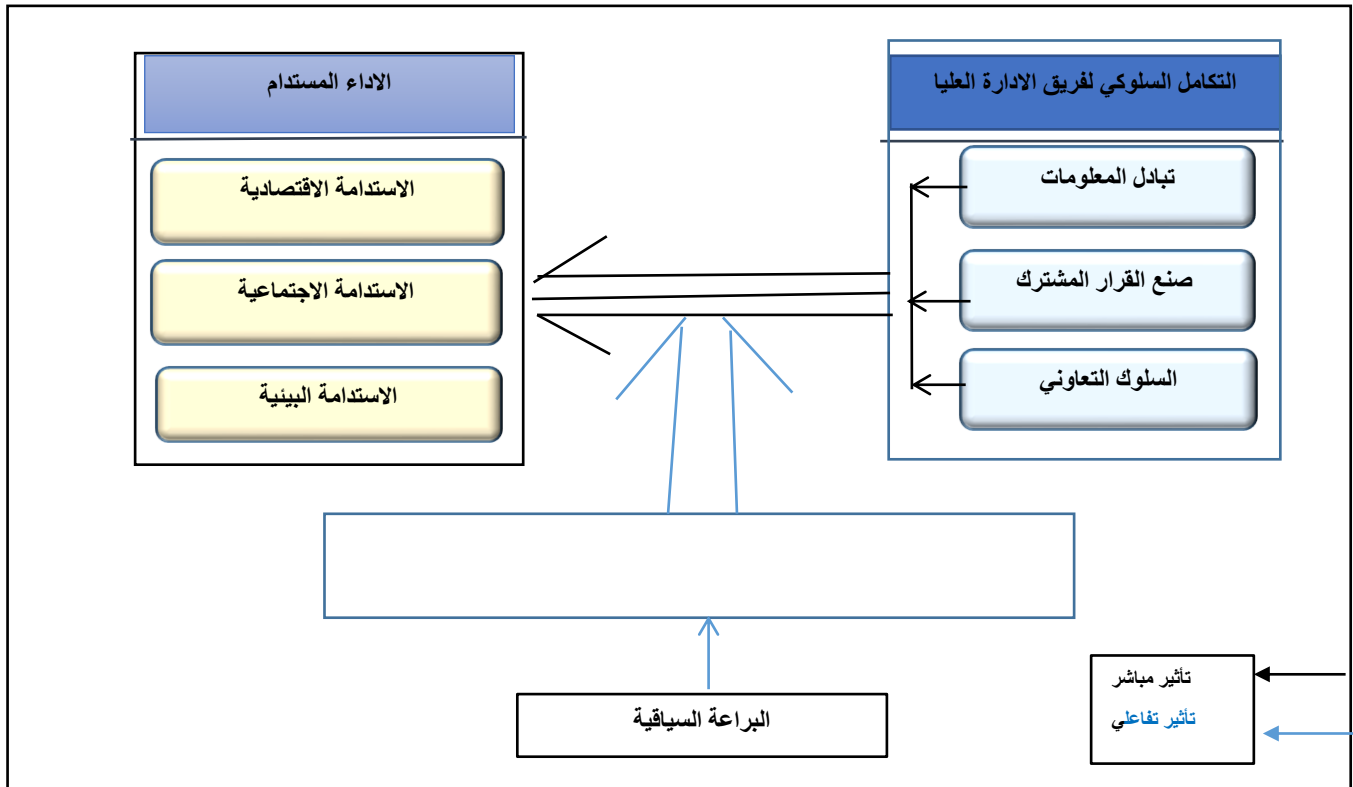 التكامل السلوكي لفريق الادارة العليا
تبادل المعلومات
صنع القرار المشترك
السلوك التعاوني
الاداء المستدام
الاستدامة الاقتصادية
الاستدامة الاجتماعية
الاستدامة البيئية
البراعة السياقية
تأثير مباشر
تأثير تفاعلي